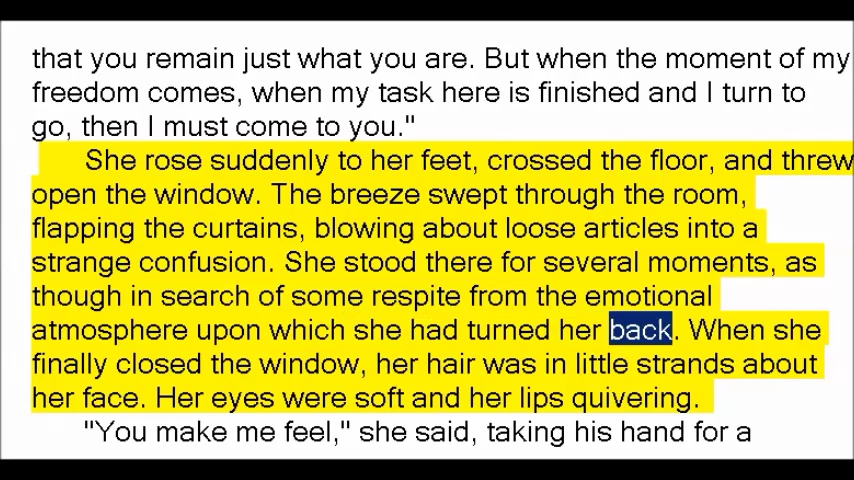 that you remain just what you are. But when the moment of my
freedom comes, when my task here is finished and I turn to
go, then I must come to you."
She rose suddenly to her feet, crossed the floor, and threw
open the window. The breeze swept through the room,
flapping the curtains, blowing about loose articles into a
strange confusion. She stood there for several moments, as
though in search of some respite from the emotional
atmosphere upon which she had turned her back. When she
finally closed the window, her hair was in little strands about
her face. Her eyes were soft and her lips quivering.
"You make me feel," she said, taking his hand for a